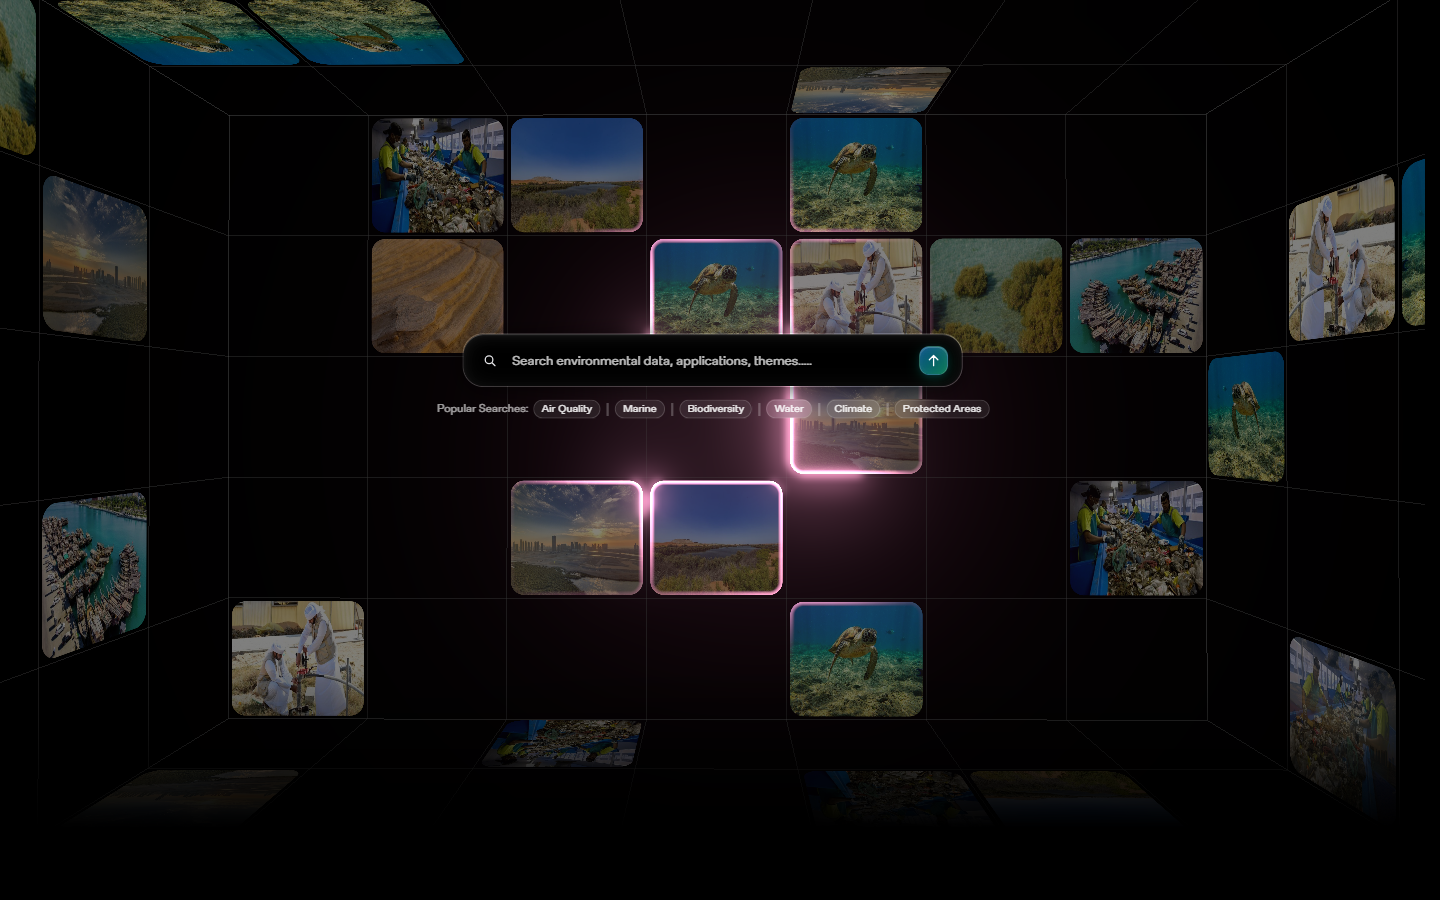 Search environmental data, applications, themes.....
Popular Searches: Air Quality | Marine | Biodiversity | Water | Climate | Protected Areas